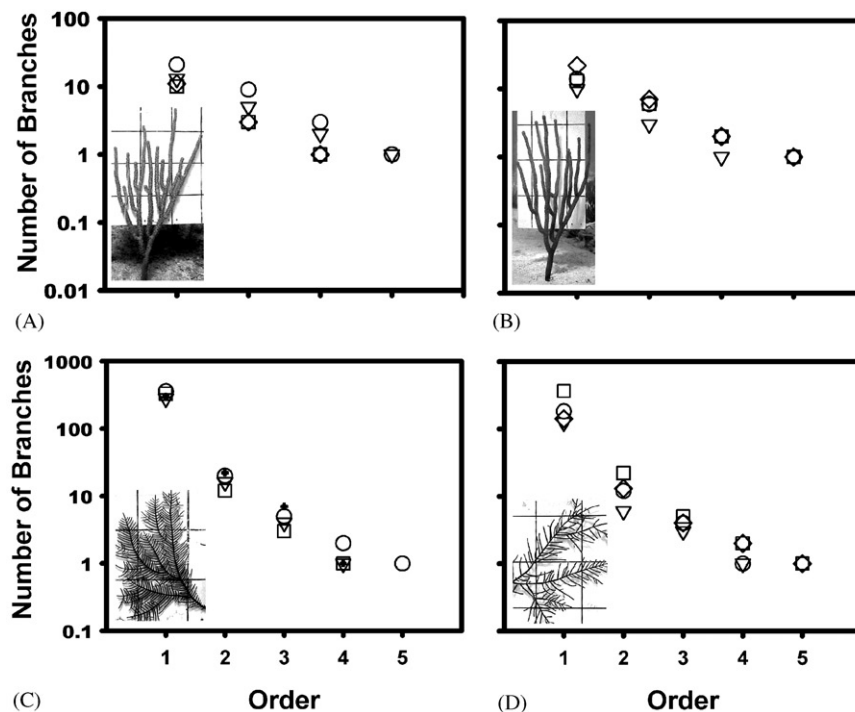 100
10
1
0.1
0.01
Number of Branches
(A)
(B)
1000
100
10
1
0.1
Number of Branches
1 2 3 4 5
1 2 3 4 5
(C)
Order
(D)
Order